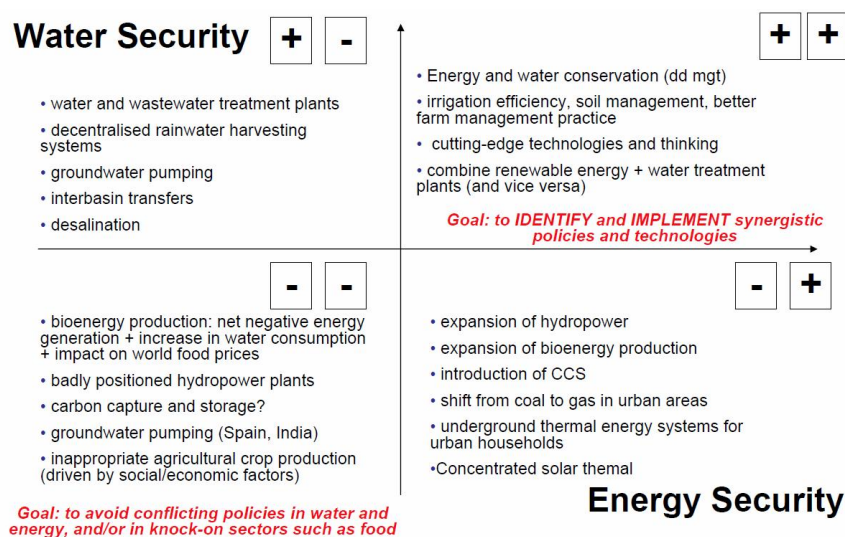 Water Security
+ -
• water and wastewater treatment plants
• decentralised rainwater harvesting
systems
• groundwater pumping
• interbasin transfers
• desalination
+ +
• Energy and water conservation (dd mgt)
• irrigation efficiency, soil management, better
farm management practice
• cutting-edge technologies and thinking
• combine renewable energy + water treatment
plants (and vice versa)
Goal: to IDENTIFY and IMPLEMENT synergistic
policies and technologies
- -
• bioenergy production: net negative energy
generation + increase in water consumption
+ impact on world food prices
• badly positioned hydropower plants
• carbon capture and storage?
• groundwater pumping (Spain, India)
• inappropriate agricultural crop production
(driven by social/economic factors)
Goal: to avoid conflicting policies in water and
energy, and/or in knock-on sectors such as food
- +
• expansion of hydropower
• expansion of bioenergy production
• introduction of CCS
• shift from coal to gas in urban areas
• underground thermal energy systems for
urban households
•Concentrated solar themal
Energy Security